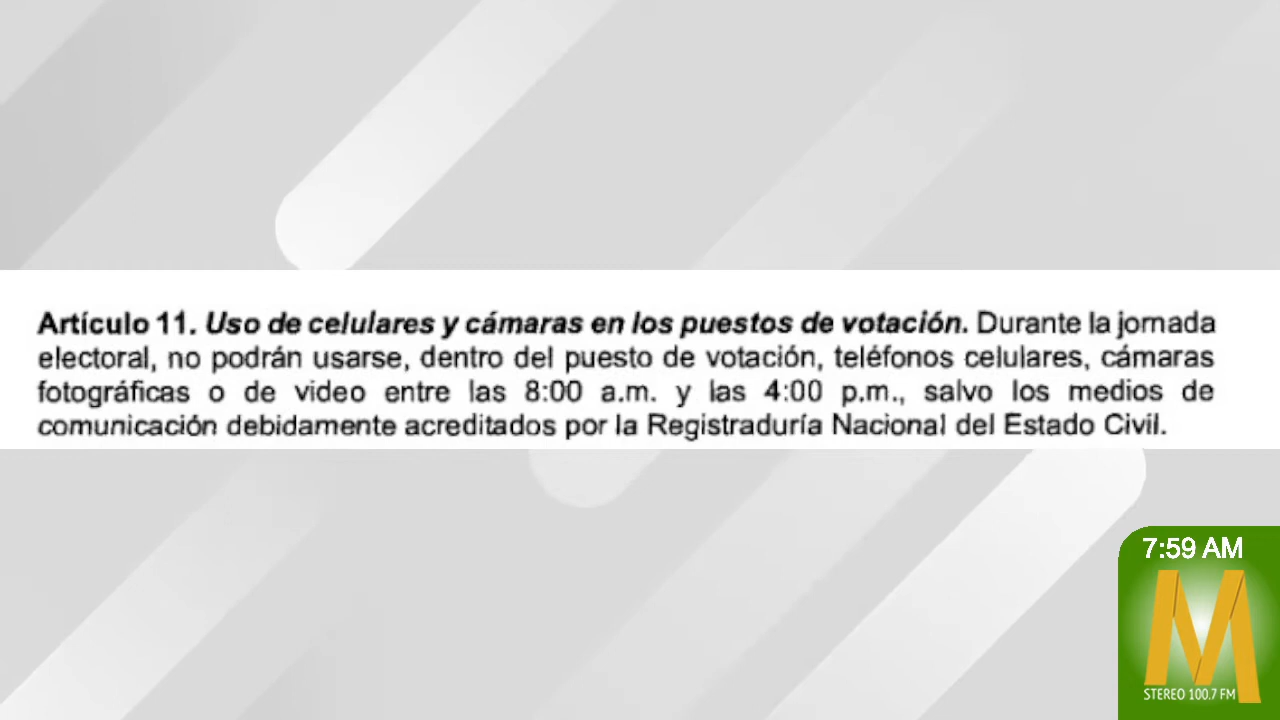 Artículo 11. Uso de celulares y cámaras en los puestos de votación. Durante la jornada
electoral, no podrán usarse, dentro del puesto de votación, teléfonos celulares, cámaras
fotográficas o de video entre las 8:00 a.m. y las 4:00 p.m., salvo los medios de
comunicación debidamente acreditados por la Registraduría Nacional del Estado Civil.
7:59 AM
M
STEREO 100.7 FM